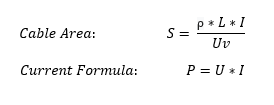 Cable Area: S = ρ * L * I / Uv
Current Formula: P = U * I